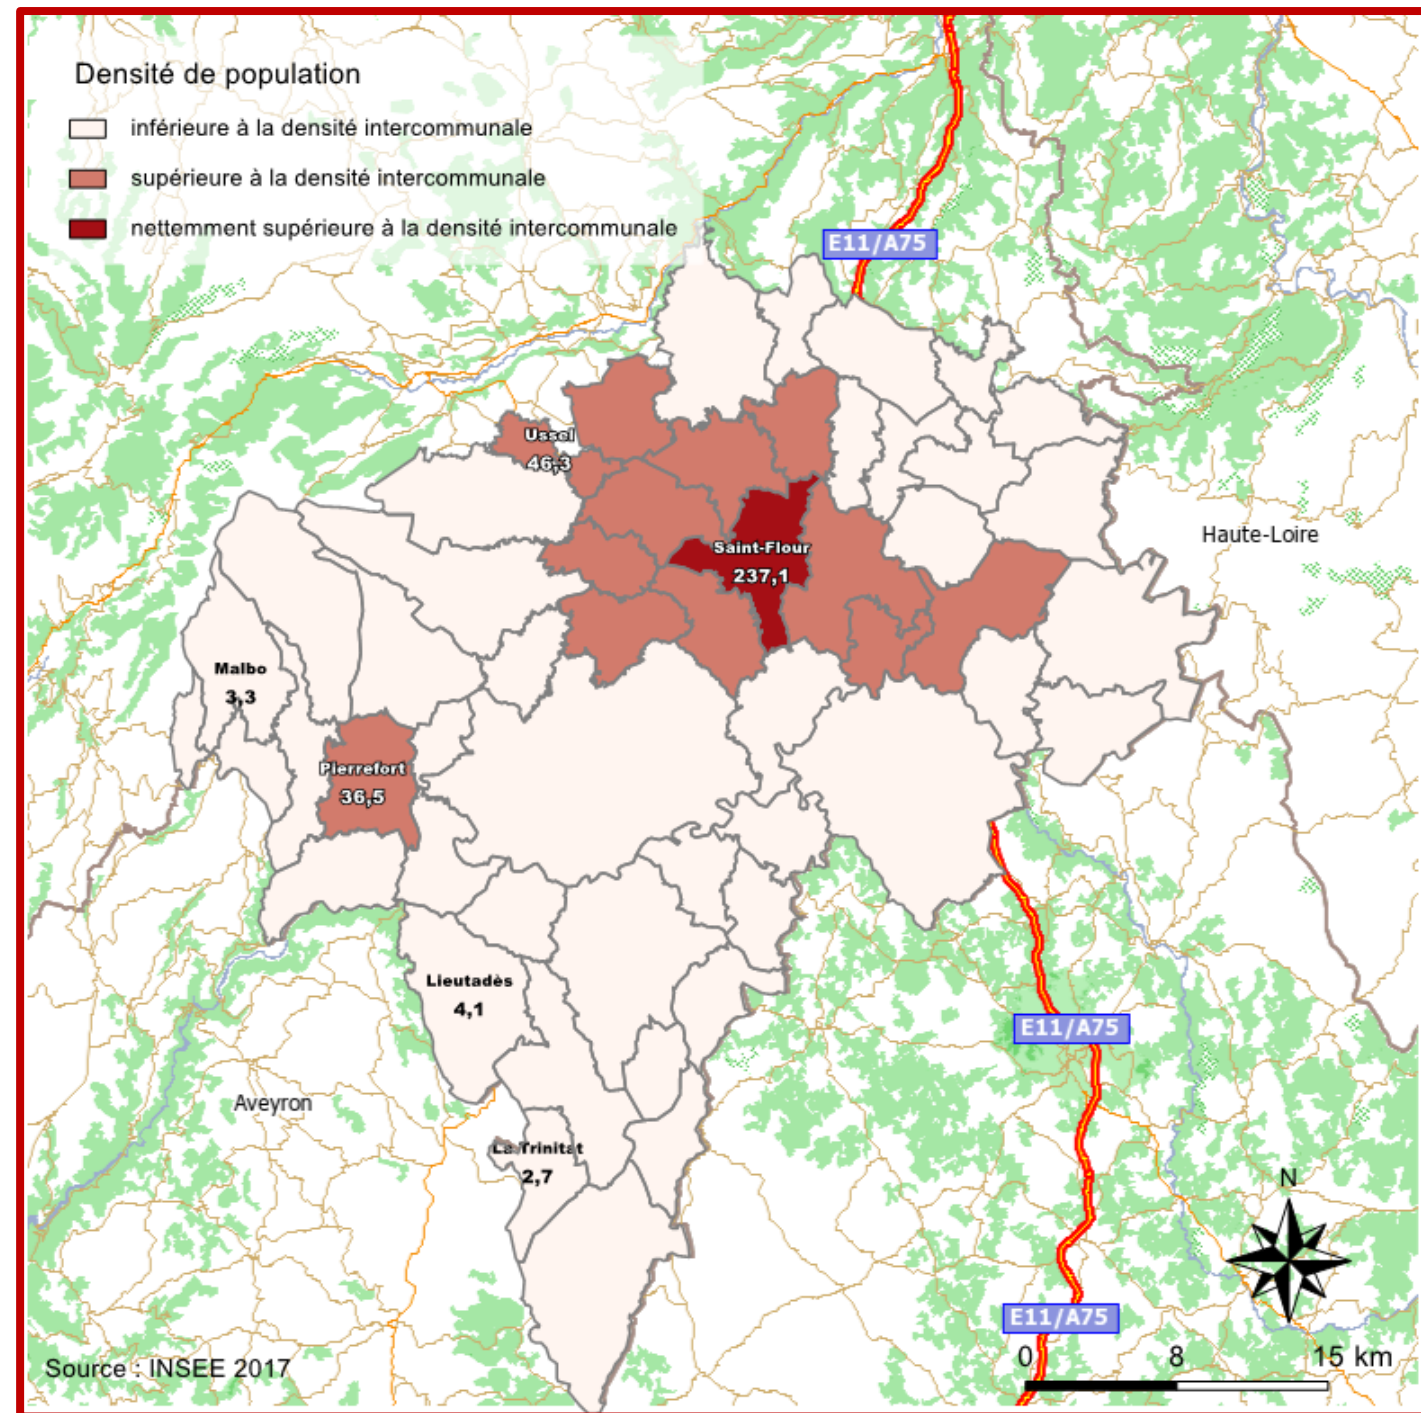 Densité de population
inférieure à la densité intercommunale
supérieure à la densité intercommunale
nettemment supérieure à la densité intercommunale
E11/A75
Ussel
46,3
Haute-Loire
Saint-Flour
237,1
Malbo
3,3
Pierrefort
36,5
Lieutadès
4,1
E11/A75
Aveyron
La Trinitat
2,7
N
E11/A75
0 8 15 km
Source : INSEE 2017